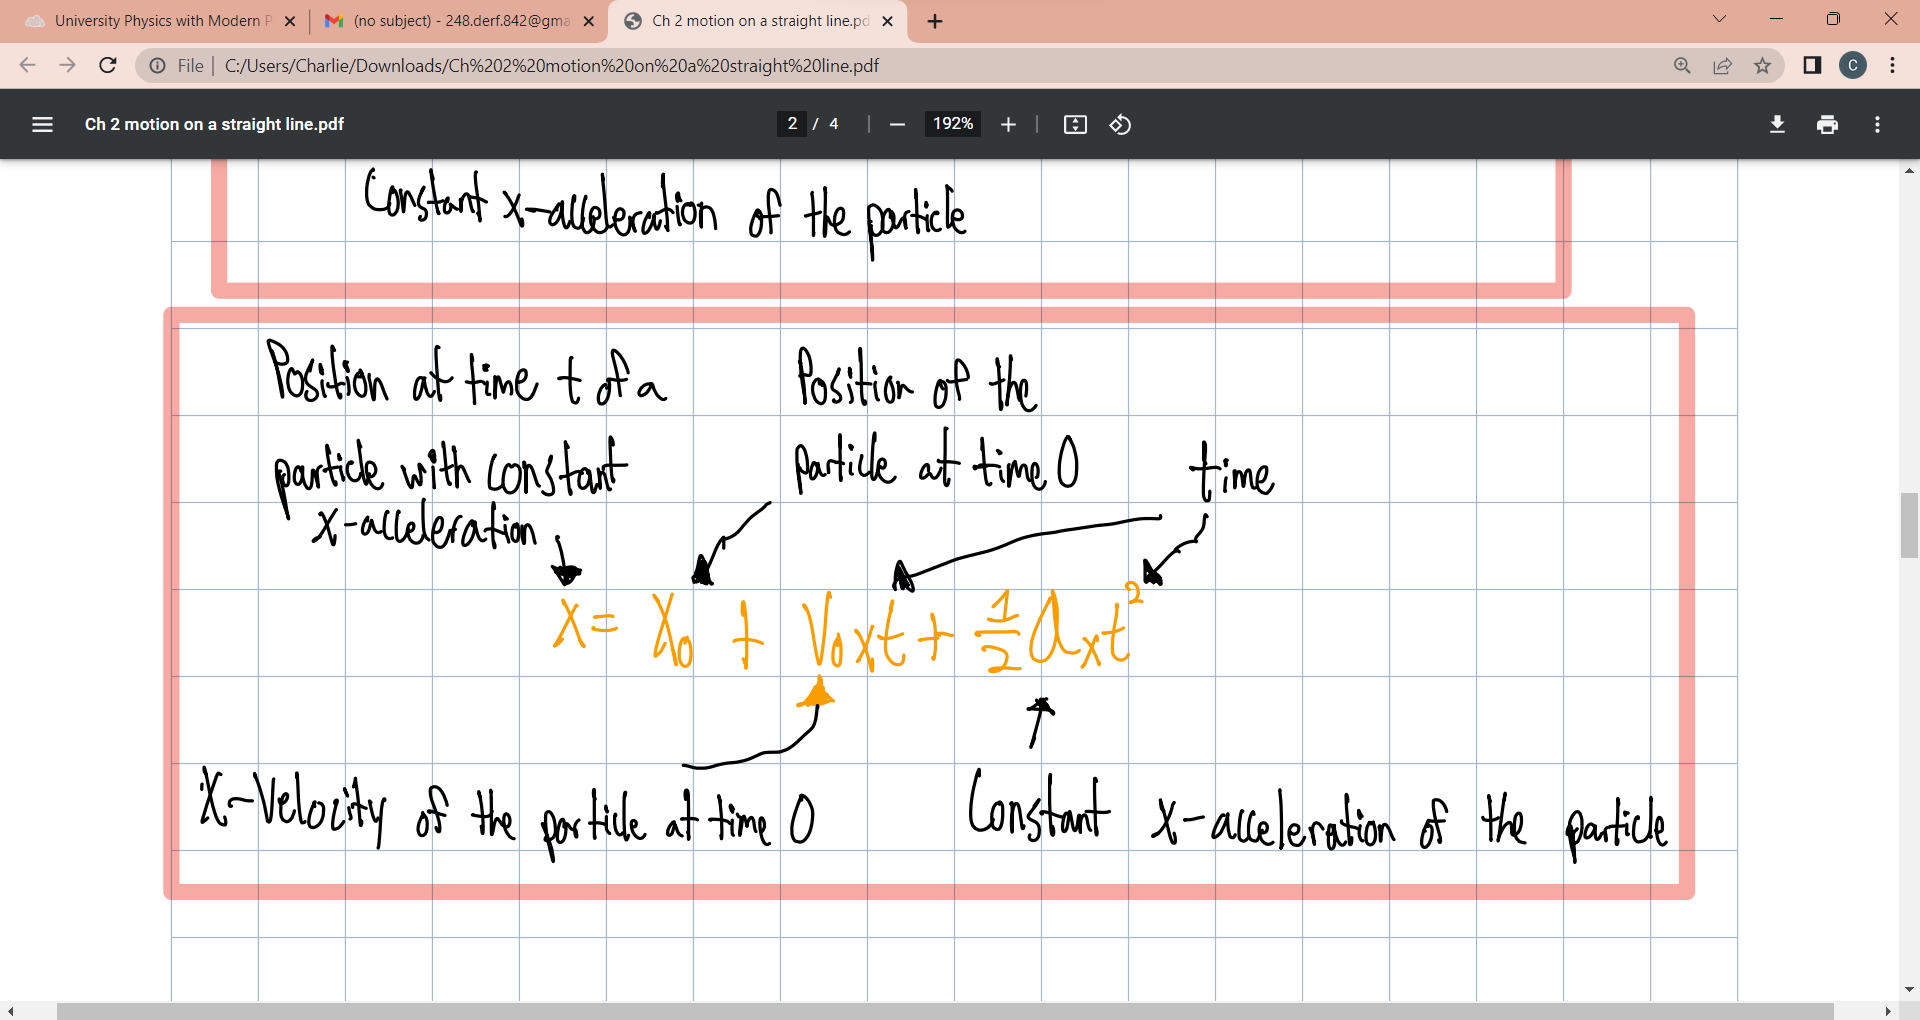 University Physics with Modern P
(no subject) - 248.derf.842@gma
Ch 2 motion on a straight line.pd
File
C:/Users/Charlie/Downloads/Ch%202%20motion%20on%20a%20straight%20line.pdf
C
Ch 2 motion on a straight line.pdf
2 / 4
192%
Constant x-acceleration of the particle
Position at time t of a
particle with constant
x-acceleration
Position of the
particle at time 0
time
x = x₀ + v₀xt + ½aₓt²
X-Velocity of the particle at time 0
Constant x-acceleration of the particle